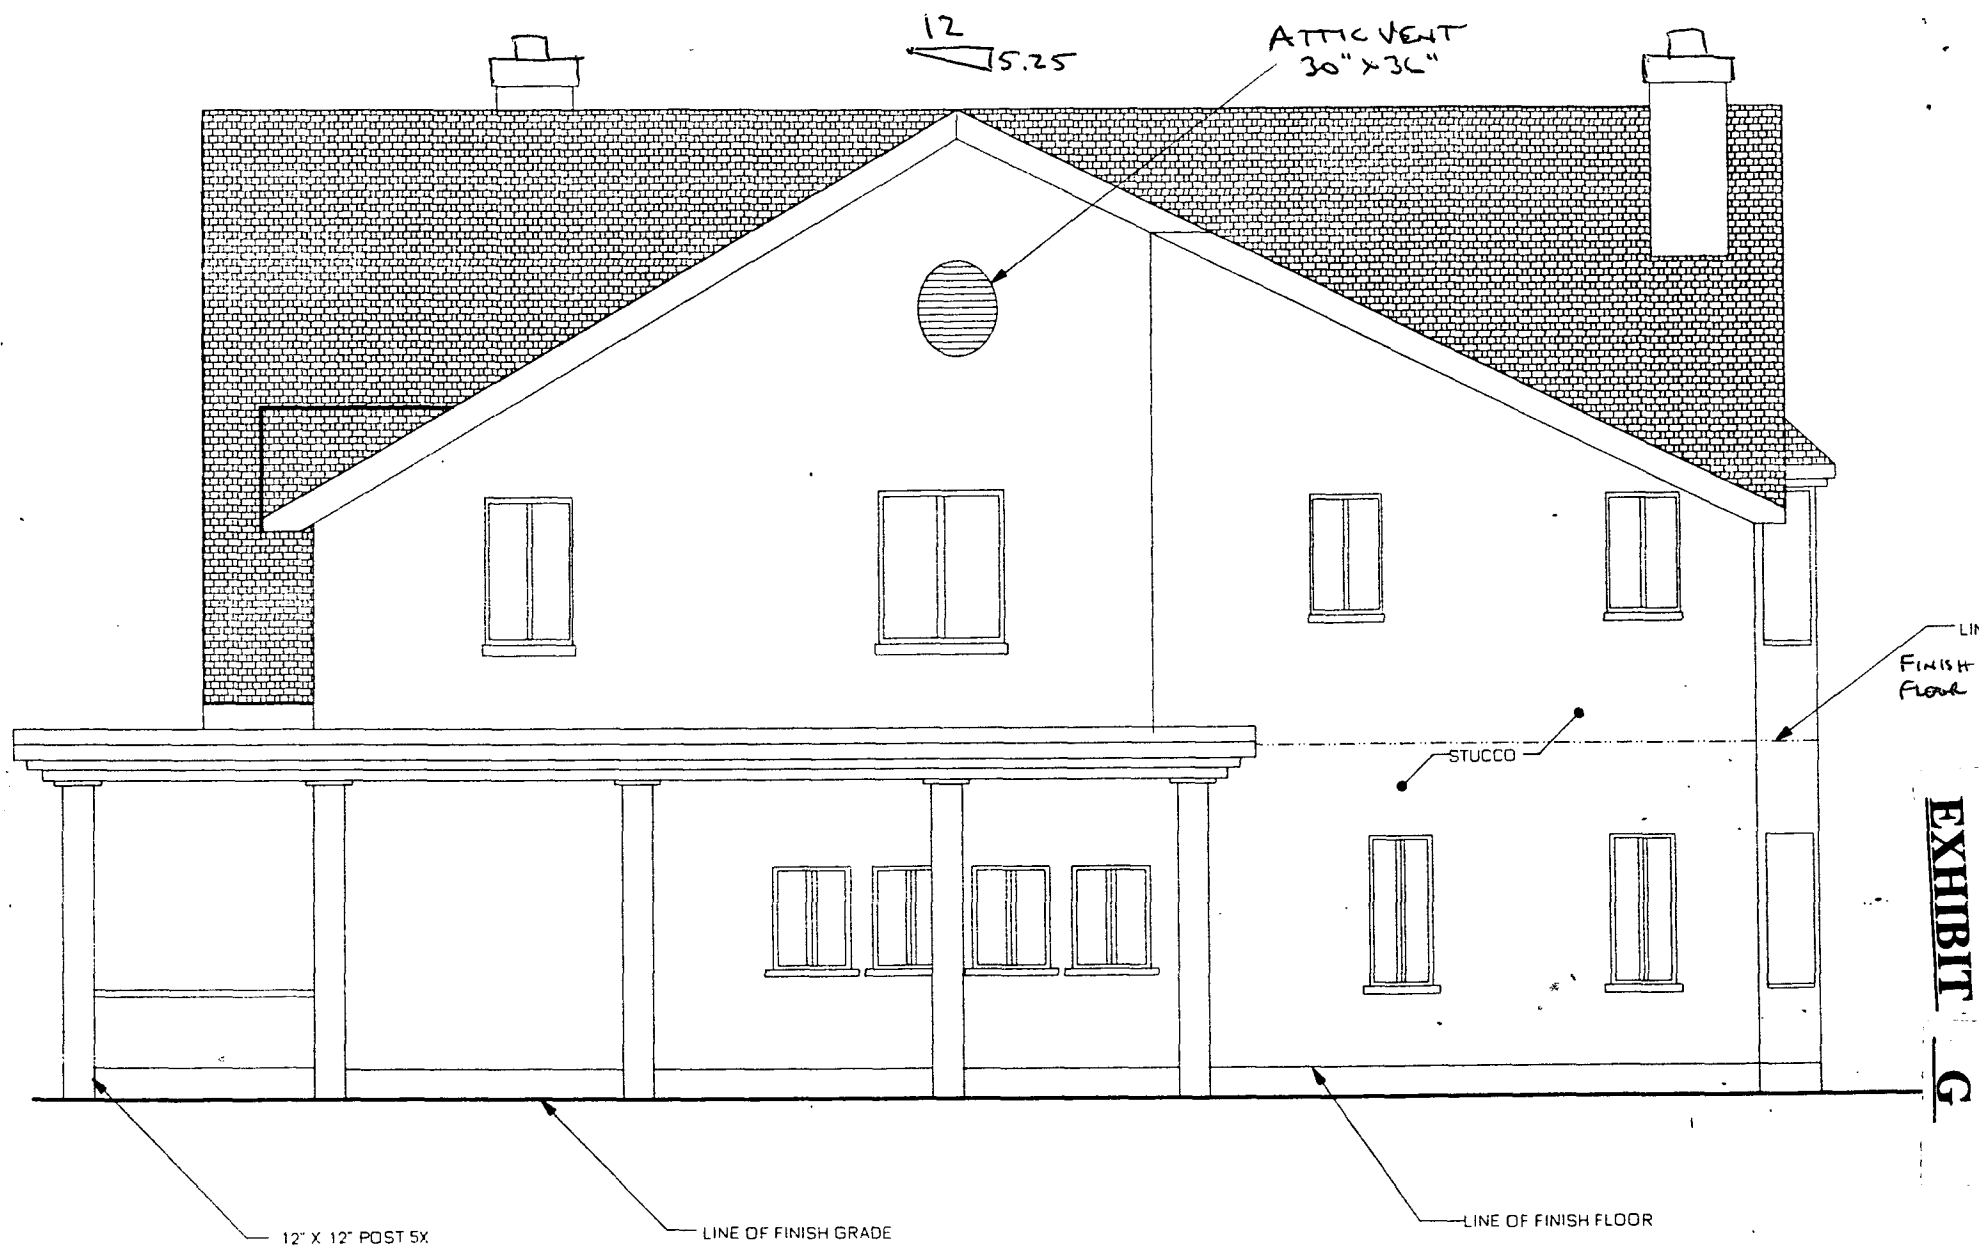 12
5.25
ATTIC VENT
30" X 36"
LIN
FINISH
FLOOR
STUCCO
EXHIBIT G
12" X 12" POST 5X
LINE OF FINISH GRADE
LINE OF FINISH FLOOR